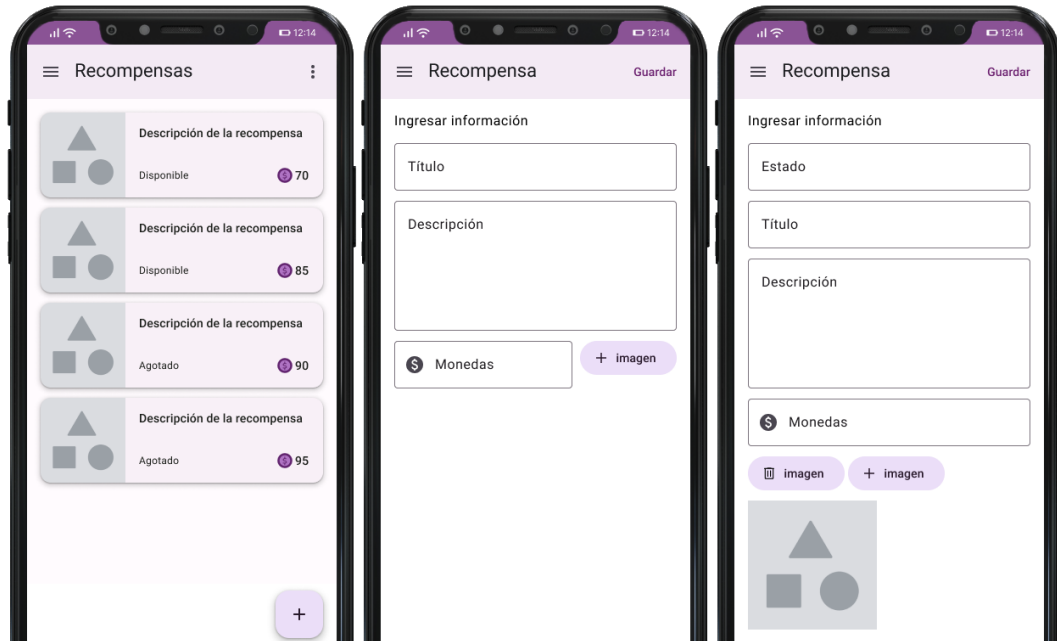 12:14
Recompensas
Descripción de la recompensa
Disponible
70
Descripción de la recompensa
Disponible
85
Descripción de la recompensa
Agotado
90
Descripción de la recompensa
Agotado
95
+
12:14
Recompensa
Guardar
Ingresar información
Título
Descripción
$ Monedas
+ imagen
12:14
Recompensa
Guardar
Ingresar información
Estado
Título
Descripción
$ Monedas
imagen
+ imagen